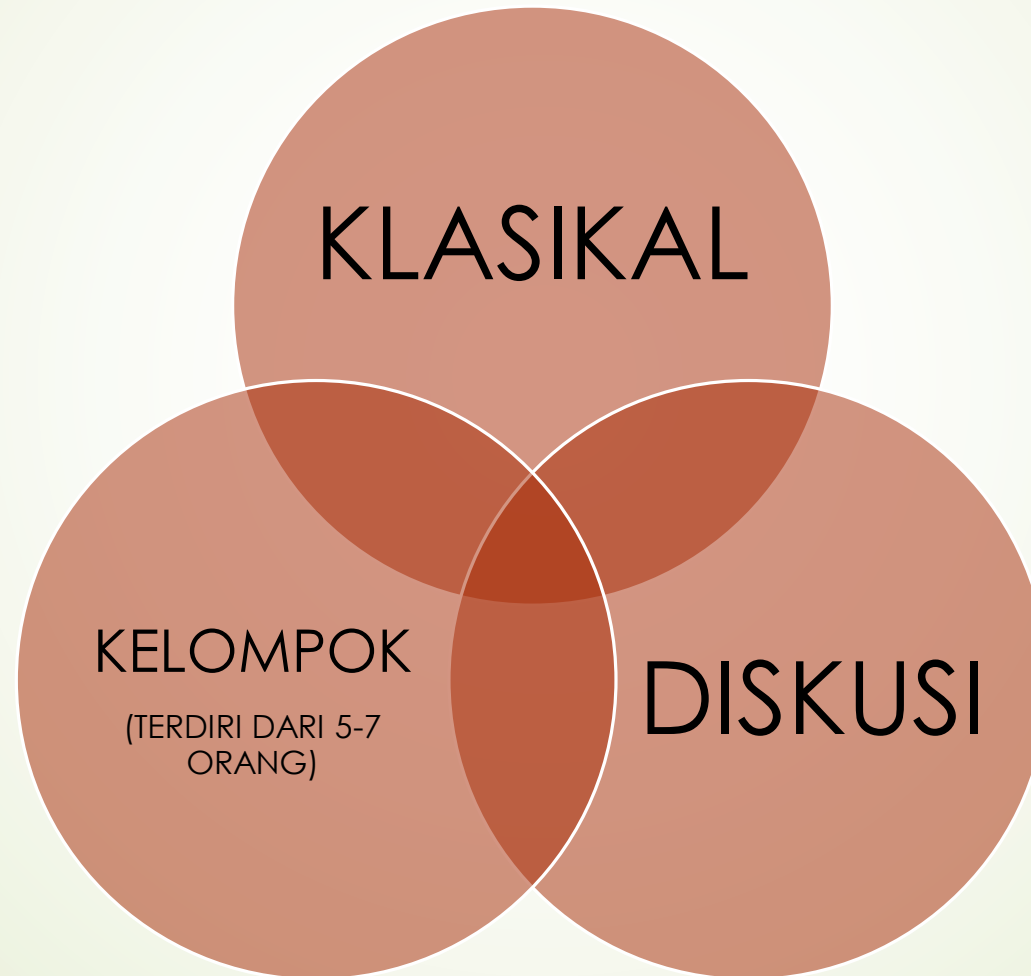 KLASIKAL
KELOMPOK
(TERDIRI DARI 5-7
ORANG)
DISKUSI